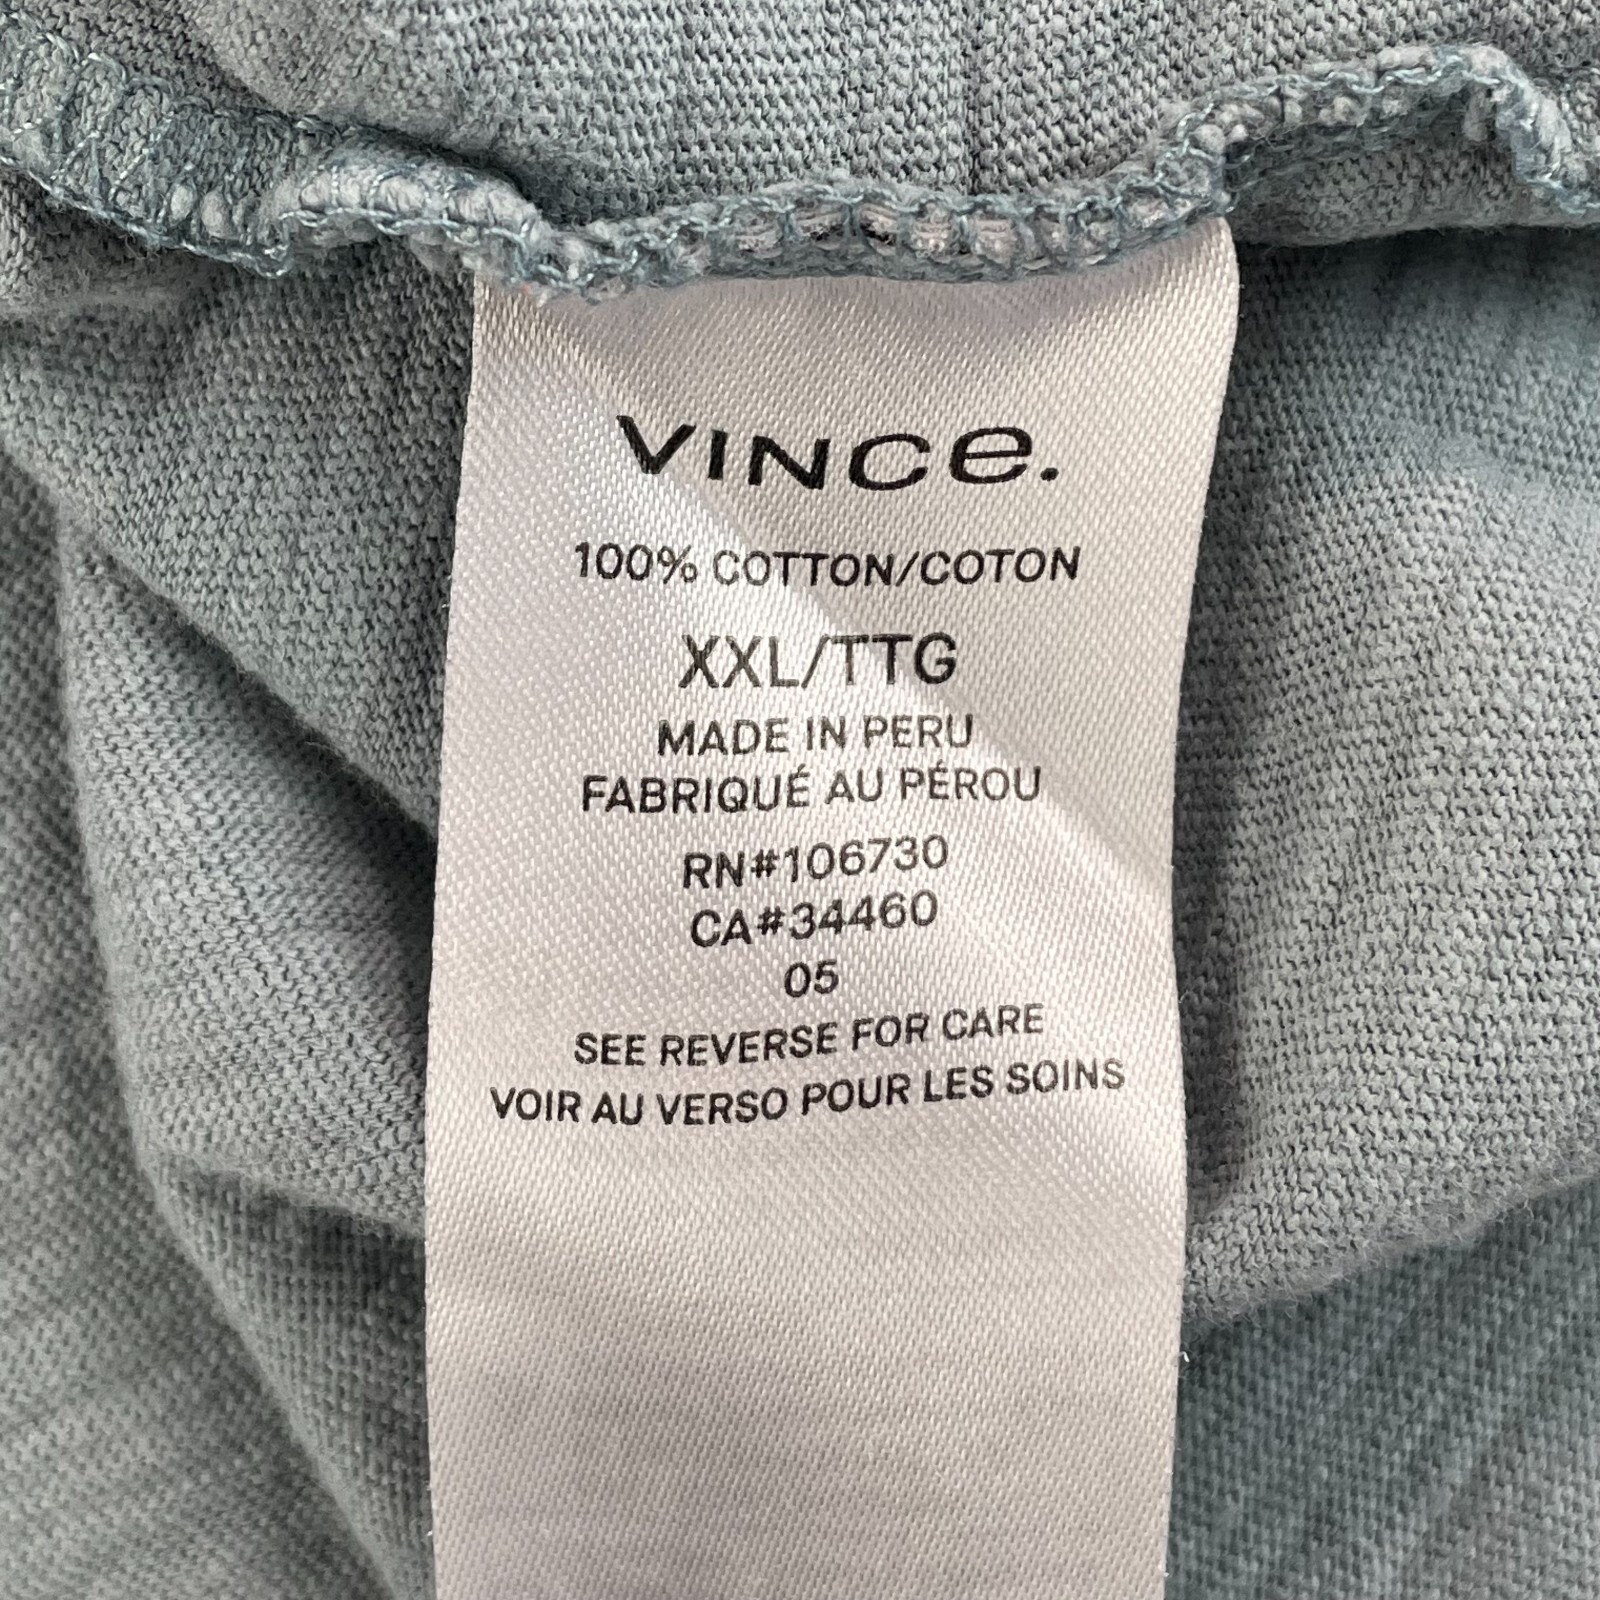 VINCe.
100% COTTON/COTON
XXL/TTG
MADE IN PERU
FABRIQUÉ AU PÉROU
RN#106730
CA#34460
05
SEE REVERSE FOR CARE
VOIR AU VERSO POUR LES SOINS